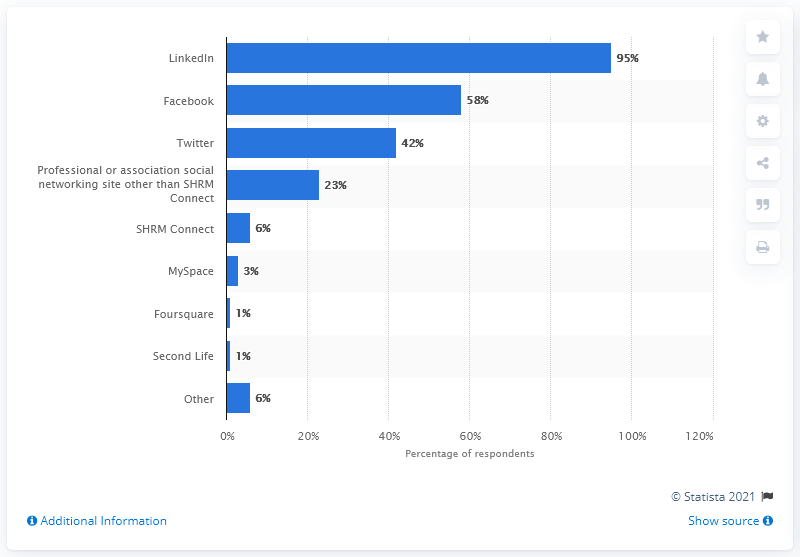 LinkedIn 95%
Facebook 58%
Twitter 42%
Professional or association social
networking site other than SHRM
Connect 23%
SHRM Connect 6%
MySpace 3%
Foursquare 1%
Second Life 1%
Other 6%
0% 20% 40% 60% 80% 100% 120%
Percentage of respondents
© Statista 2021
Additional Information
Show source